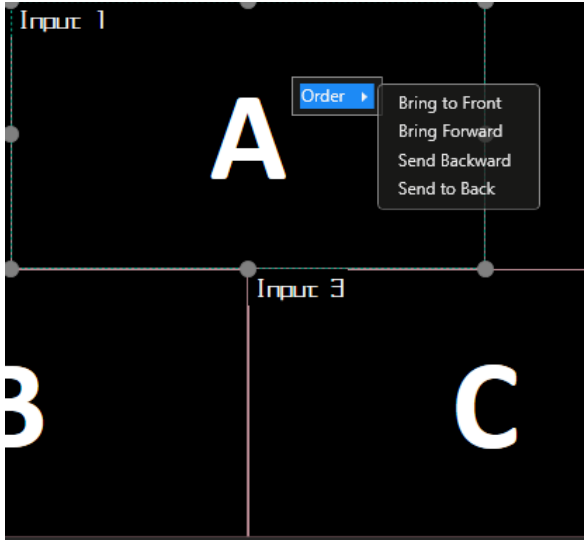 Input 1
A
Order
Bring to Front
Bring Forward
Send Backward
Send to Back
Input 3
B
C